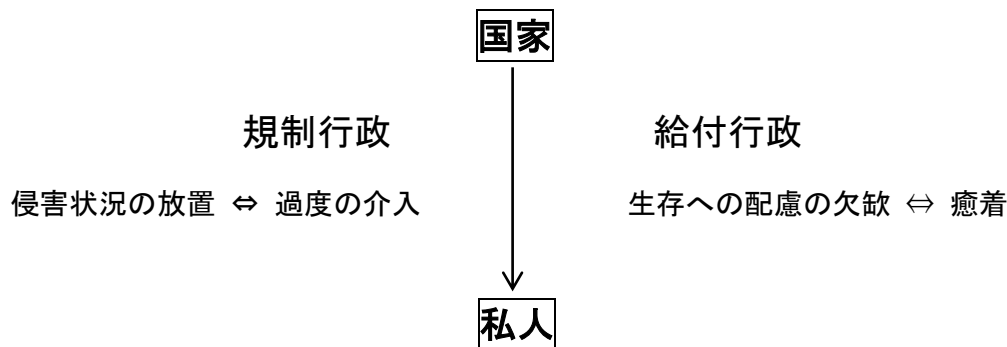 国家
規制行政
給付行政
侵害状況の放置 ⇔ 過度の介入
生存への配慮の欠缺 ⇔ 癒着
私人